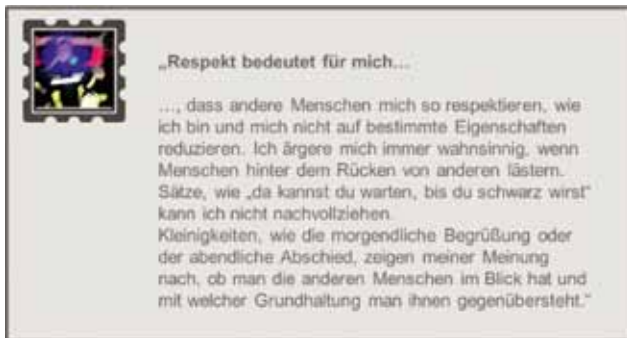 „Respekt bedeutet für mich...
..., dass andere Menschen mich so respektieren, wie
ich bin und mich nicht auf bestimmte Eigenschaften
reduzieren. Ich ärgere mich immer wahnsinnig, wenn
Menschen hinter dem Rücken von anderen lästern.
Sätze, wie „da kannst du warten, bis du schwarz wirst“
kann ich nicht nachvollziehen.
Kleinigkeiten, wie die morgendliche Begrüßung oder
der abendliche Abschied, zeigen meiner Meinung
nach, ob man die anderen Menschen im Blick hat und
mit welcher Grundhaltung man ihnen gegenübersteht.“